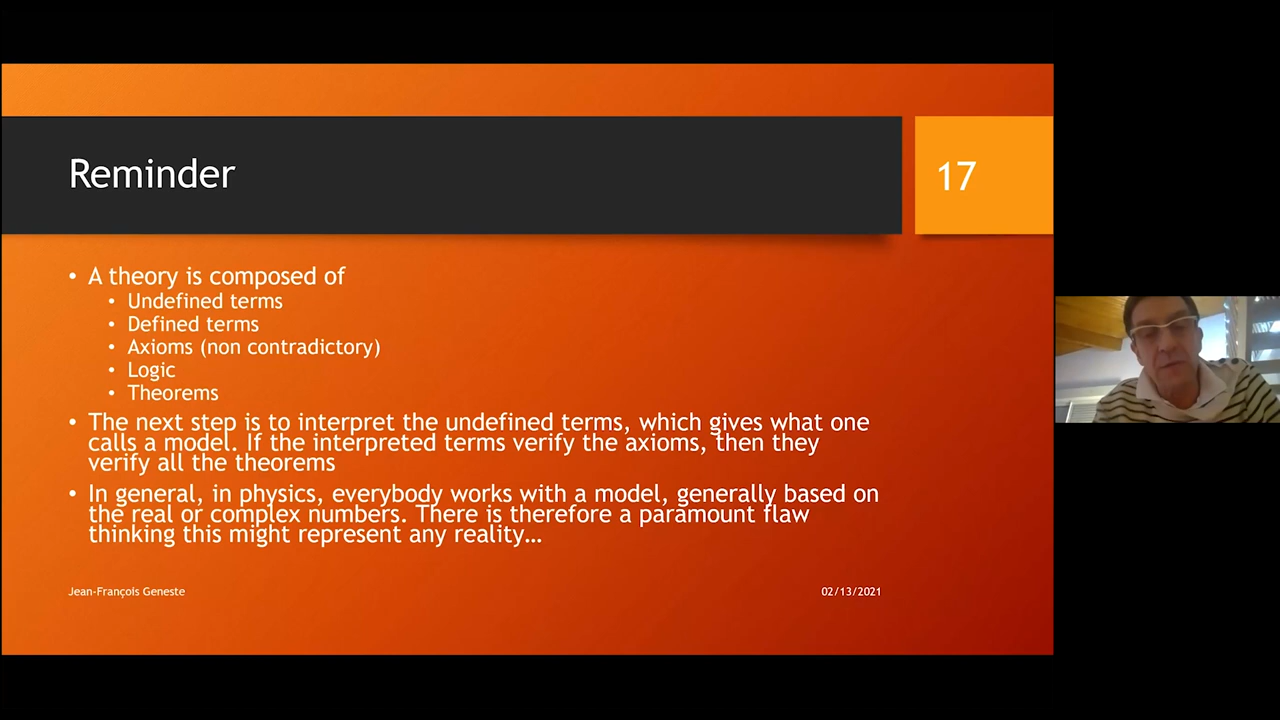 Reminder
17
• A theory is composed of
• Undefined terms
• Defined terms
• Axioms (non contradictory)
• Logic
• Theorems
• The next step is to interpret the undefined terms, which gives what one
calls a model. If the interpreted terms verify the axioms, then they
verify all the theorems
• In general, in physics, everybody works with a model, generally based on
the real or complex numbers. There is therefore a paramount flaw
thinking this might represent any reality…
Jean-François Geneste
02/13/2021